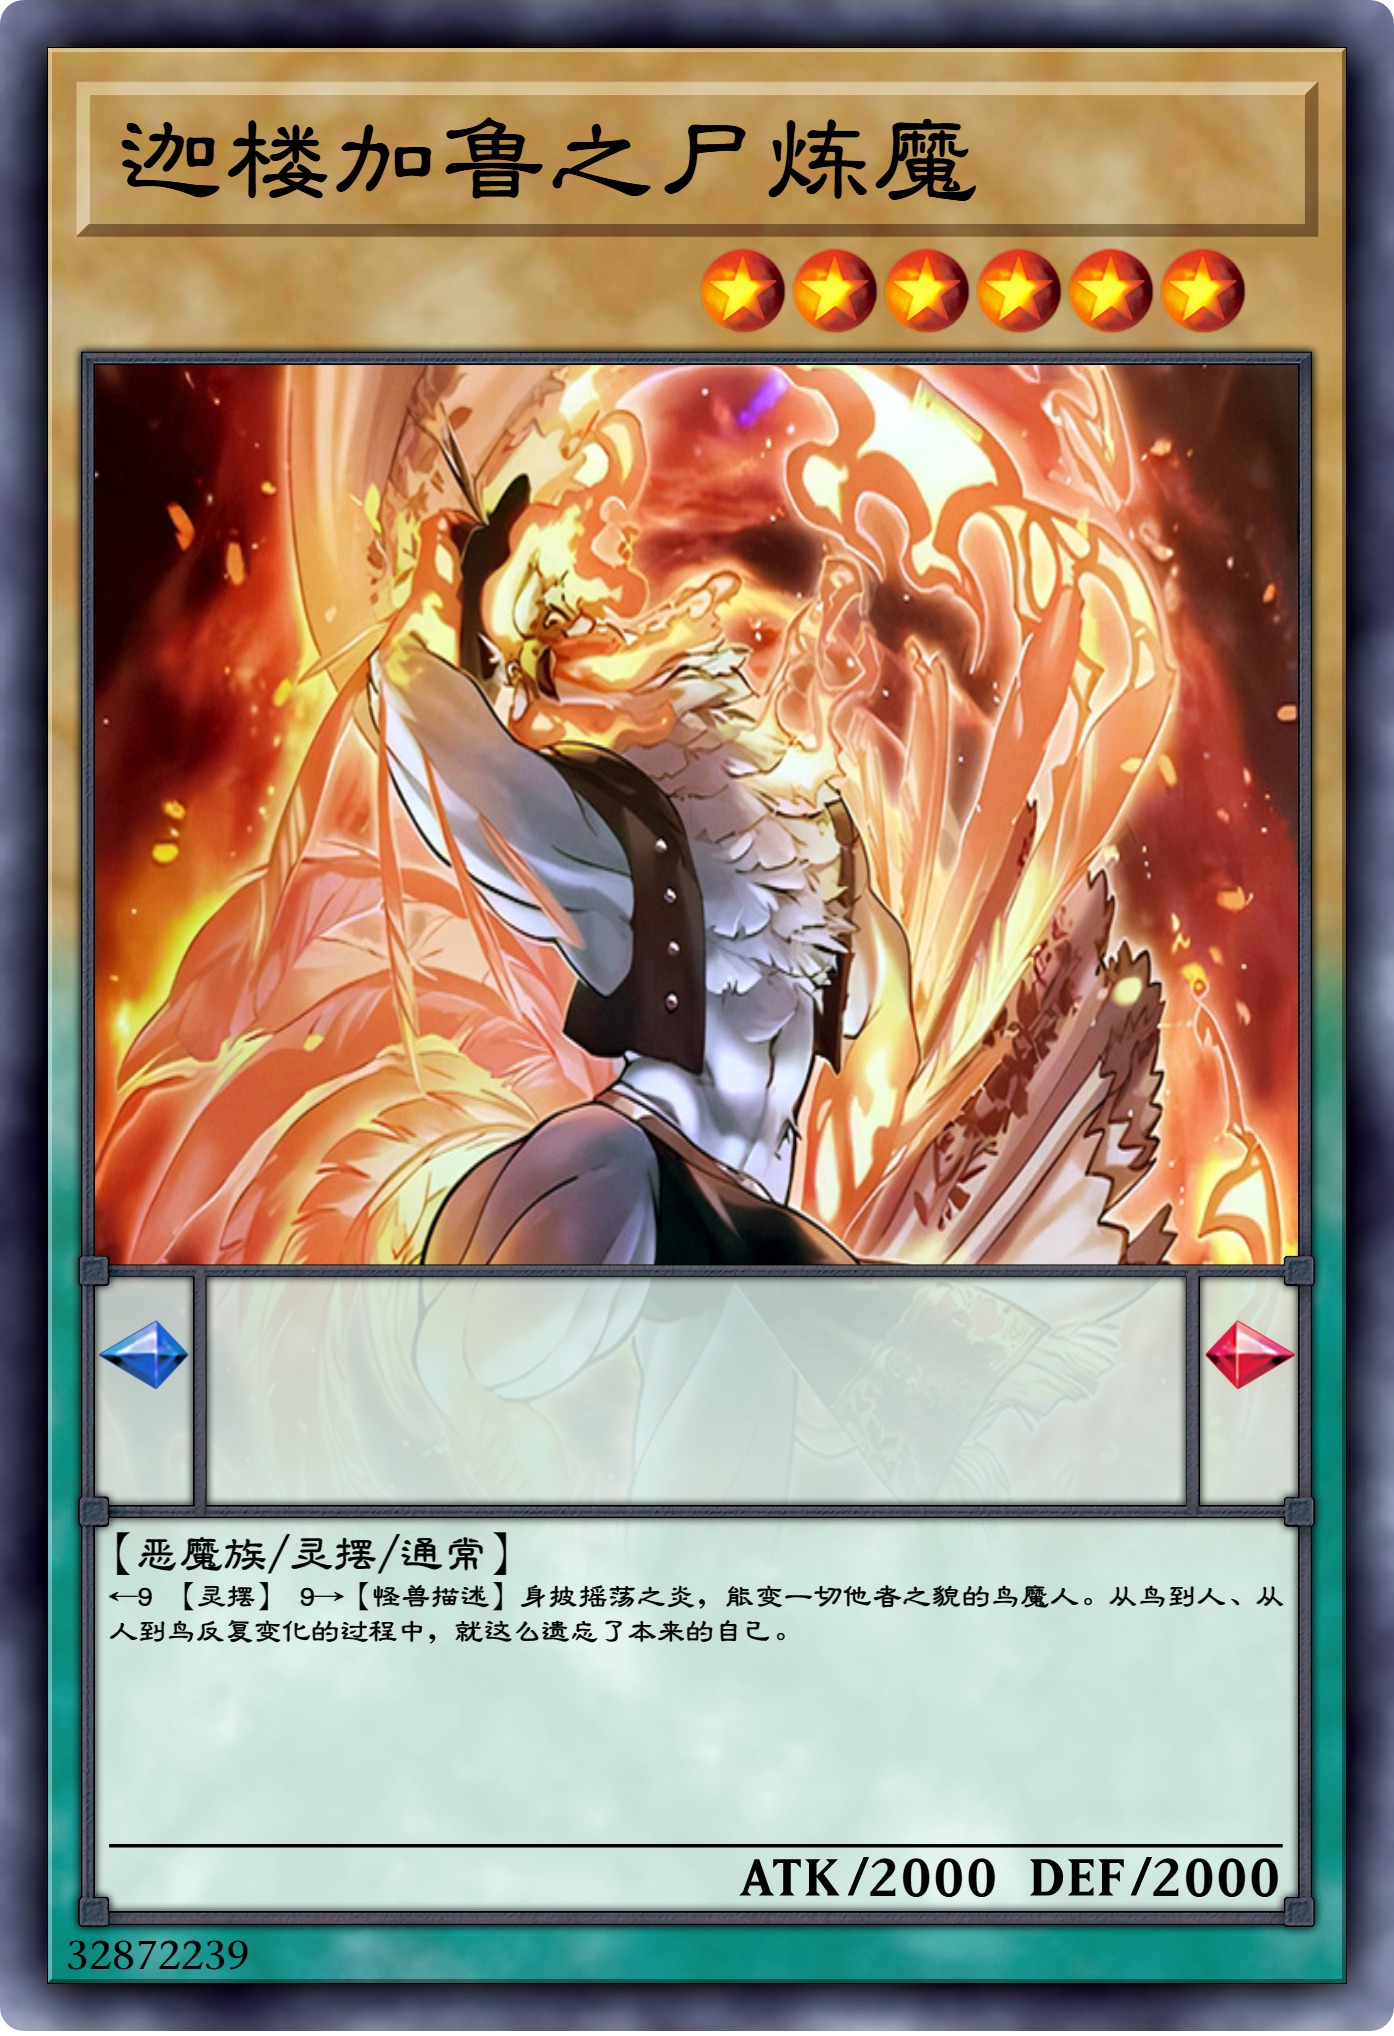 迦楼加鲁之尸炼魔
【恶魔族/灵摆/通常】
←9 【灵摆】 9→【怪兽描述】身披摇荡之炎，能变一切他者之貌的鸟魔人。从鸟到人、从
人到鸟反复变化的过程中，就这么遗忘了本来的自己。
ATK/2000 DEF/2000
32872239